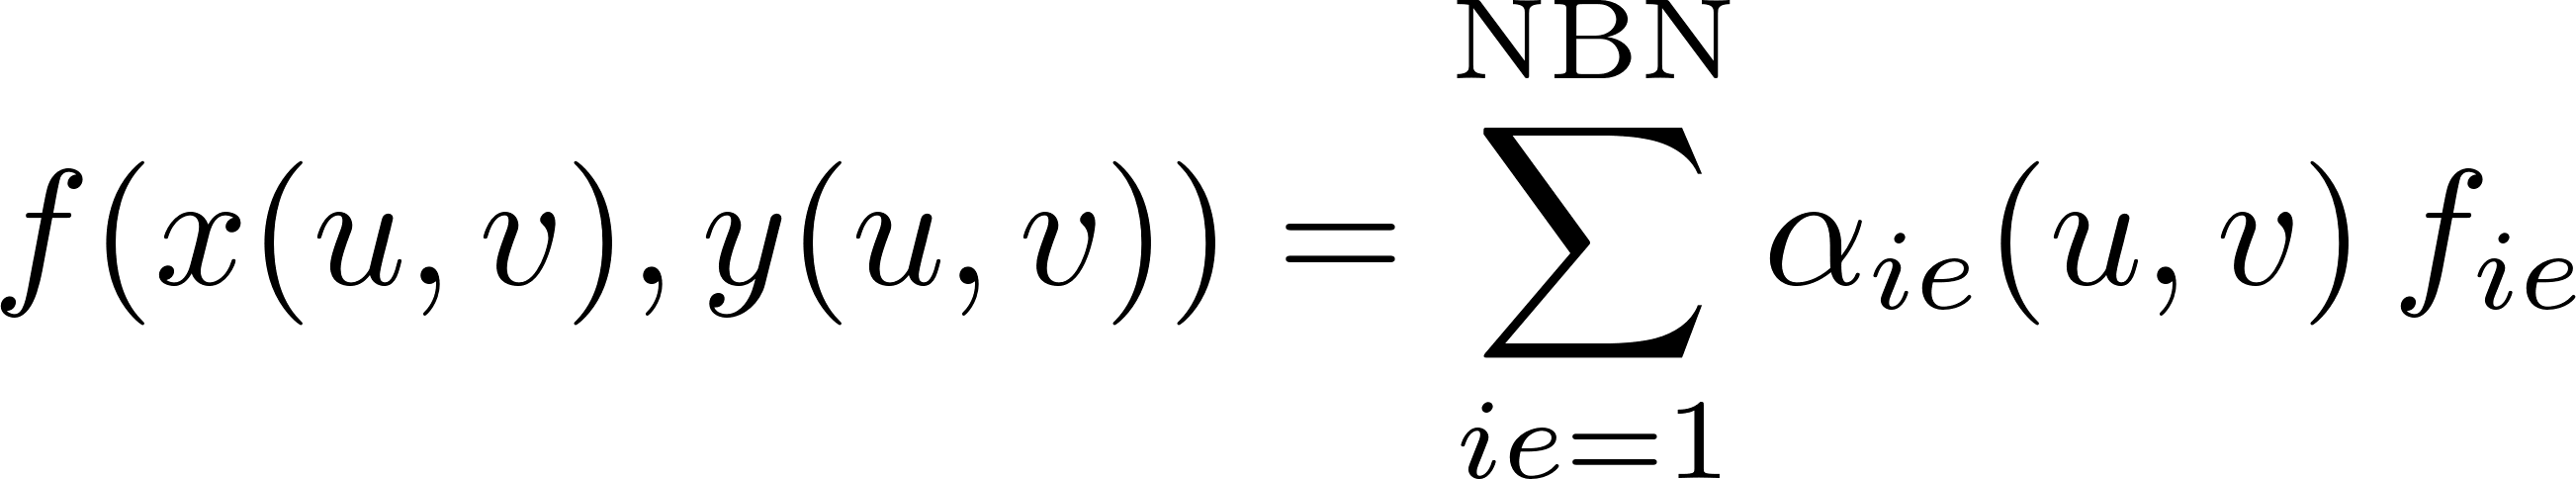 f(x(u, v), y(u, v)) = \sum_{ie=1}^{\mathrm{NBN}} \alpha_{ie}(u, v) f_{ie}